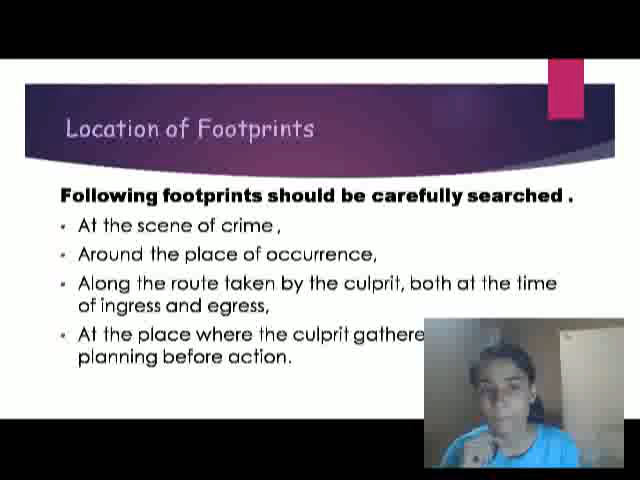 Location of Footprints
Following footprints should be carefully searched .
At the scene of crime,
Around the place of occurrence,
Along the route taken by the culprit, both at the time
of ingress and egress,
At the place where the culprit gathere
planning before action.